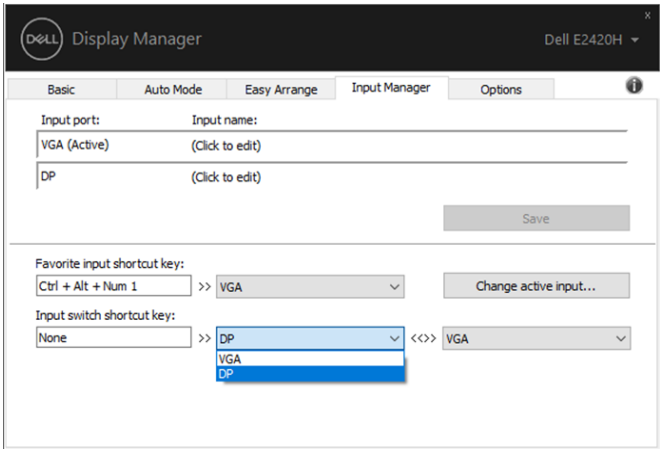 x
DELL Display Manager Dell E2420H
Basic Auto Mode Easy Arrange Input Manager Options i
Input port: Input name:
VGA (Active) (Click to edit)
DP (Click to edit)
Save
Favorite input shortcut key:
Ctrl + Alt + Num 1 >> VGA Change active input...
Input switch shortcut key:
None >> DP <<>> VGA
VGA
DP